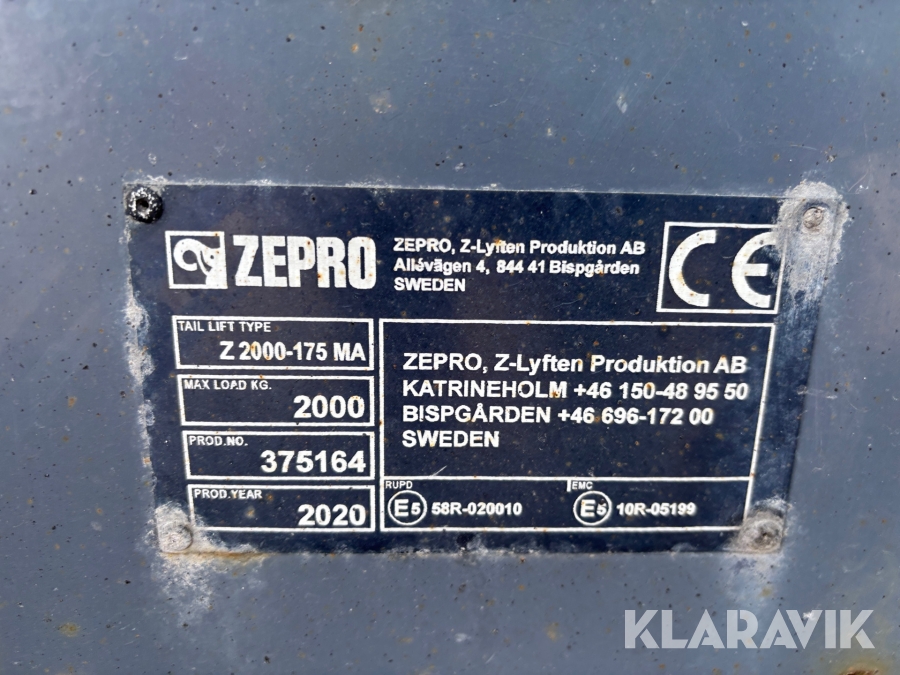 ZEPRO
ZEPRO, Z-Lyften Produktion AB
Allévägen 4, 844 41 Bispgården
SWEDEN
CE
TAIL LIFT TYPE
Z 2000-175 MA
MAX LOAD KG.
2000
PROD.NO.
375164
PROD.YEAR
2020
ZEPRO, Z-Lyften Produktion AB
KATRINEHOLM +46 150-48 95 50
BISPGÅRDEN +46 696-172 00
SWEDEN
RUPD
E5 58R-020010
EMC
E5 10R-05199
KLARAVIK